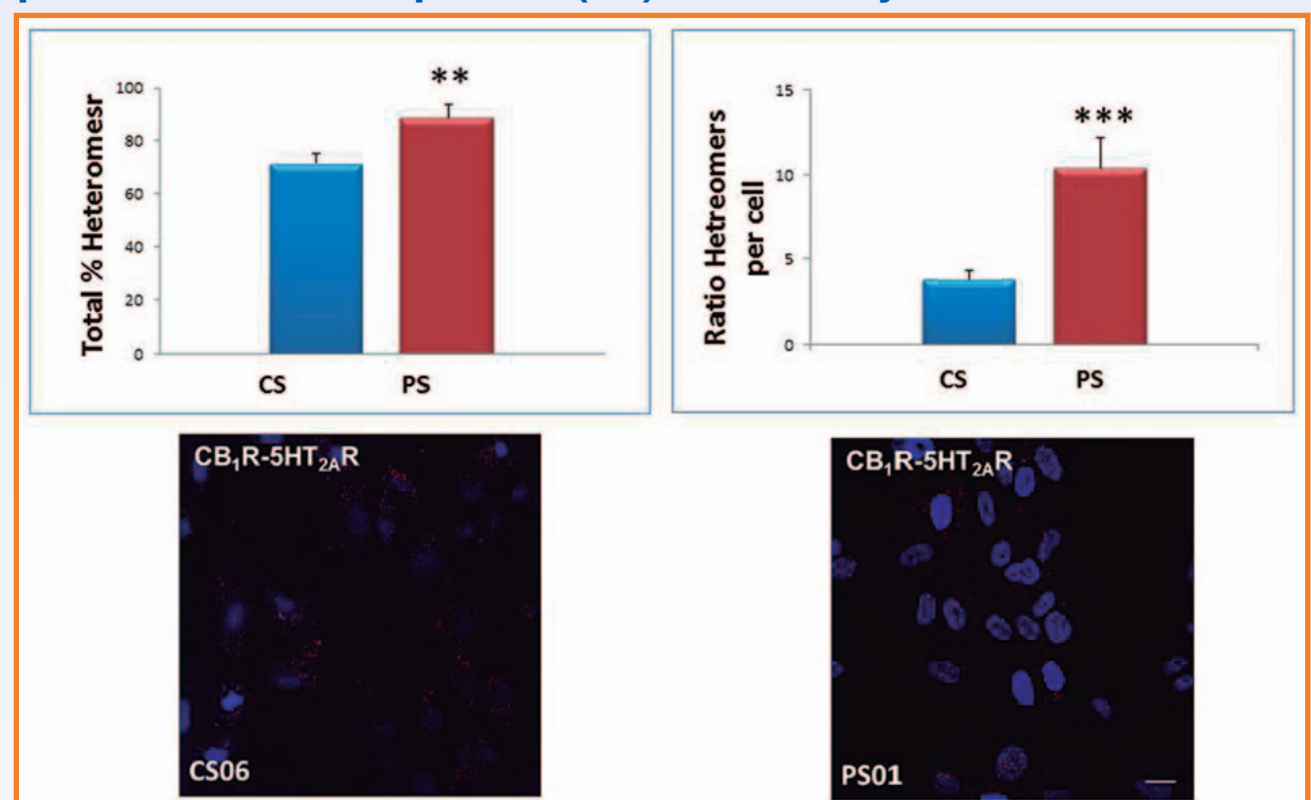 Total % Heteromesr
100
80
60
40
20
0
**
CS
PS
Ratio Hetreomers
per cell
15
10
5
0
***
CS
PS
CB₁R-5HT₂ₐR
CS06
CB₁R-5HT₂ₐR
PS01